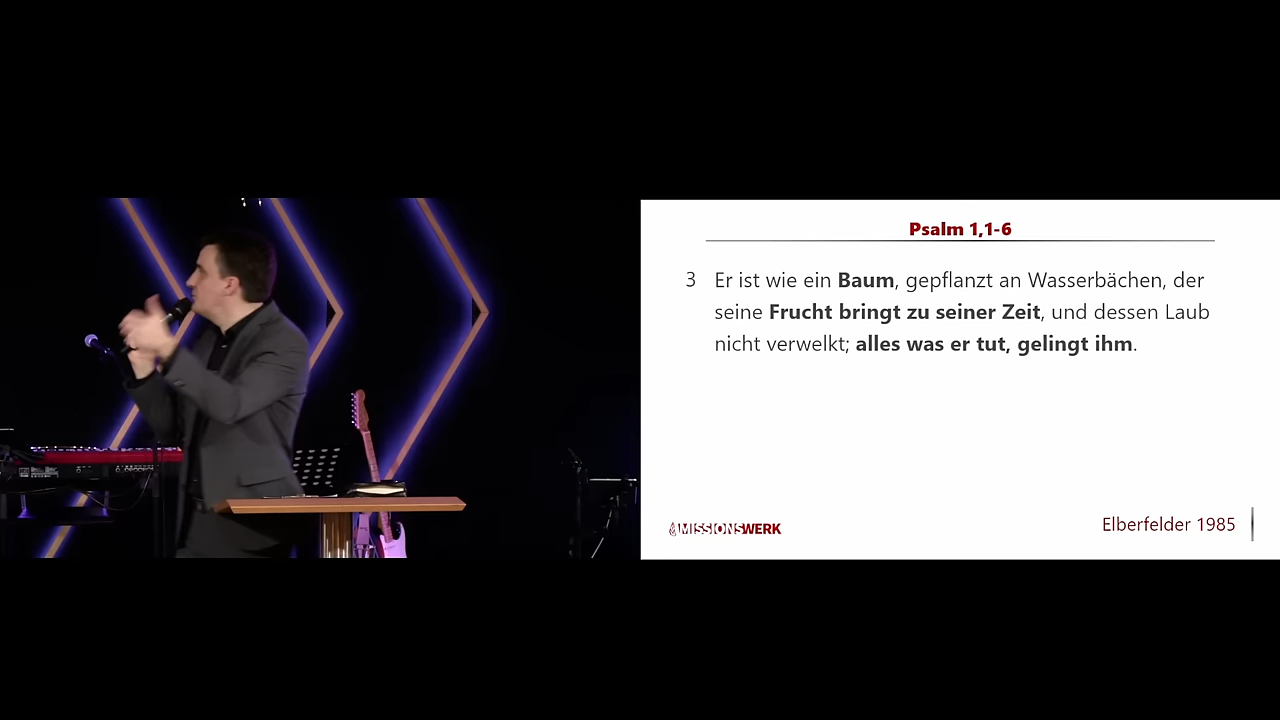 Psalm 1,1-6
3 Er ist wie ein Baum, gepflanzt an Wasserbächen, der
seine Frucht bringt zu seiner Zeit, und dessen Laub
nicht verwelkt; alles was er tut, gelingt ihm.
MISSIONSWERK
Elberfelder 1985